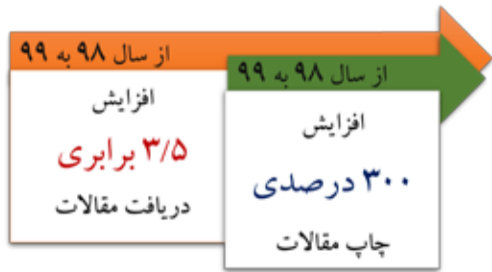 از سال ۹۸ به ۹۹
افزایش
۳/۵ برابری
دریافت مقالات
از سال ۹۸ به ۹۹
افزایش
۳۰۰ درصدی
چاپ مقالات